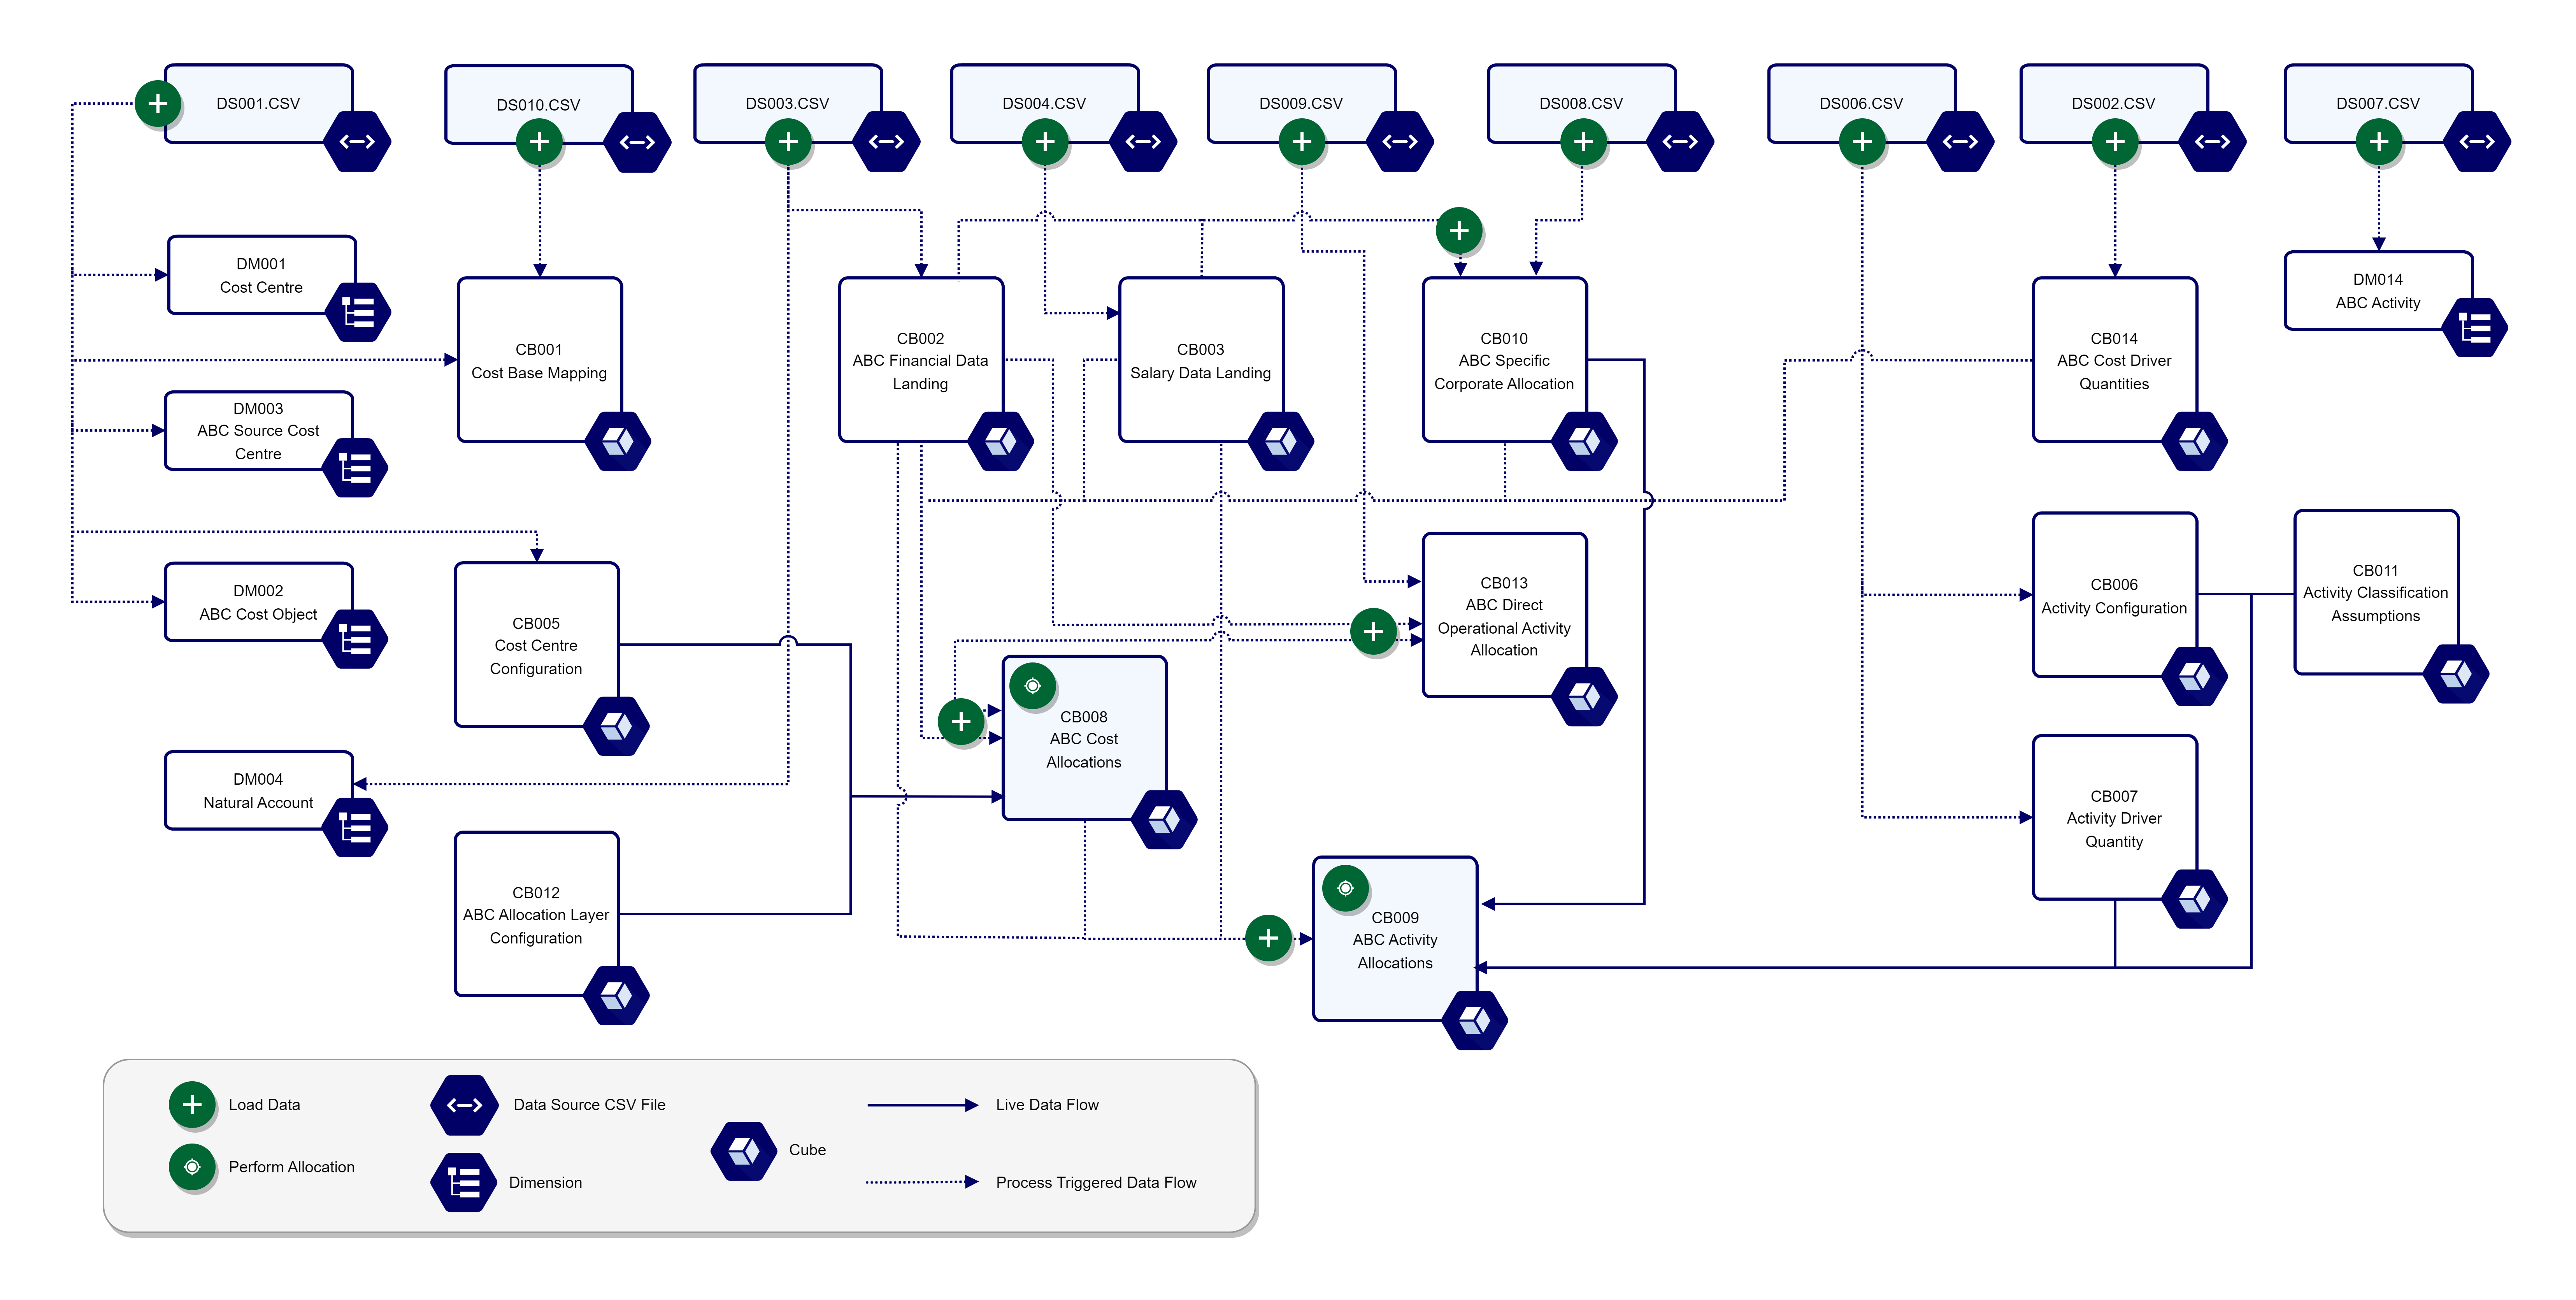 DS001.CSV
DS010.CSV
DS003.CSV
DS004.CSV
DS009.CSV
DS008.CSV
DS006.CSV
DS002.CSV
DS007.CSV
DM001
Cost Centre
DM014
ABC Activity
CB001
Cost Base Mapping
CB002
ABC Financial Data
Landing
CB003
Salary Data Landing
CB010
ABC Specific
Corporate Allocation
CB014
ABC Cost Driver
Quantities
DM003
ABC Source Cost
Centre
DM002
ABC Cost Object
CB005
Cost Centre
Configuration
CB013
ABC Direct
Operational Activity
Allocation
CB006
Activity Configuration
CB011
Activity Classification
Assumptions
CB008
ABC Cost
Allocations
DM004
Natural Account
CB007
Activity Driver
Quantity
CB012
ABC Allocation Layer
Configuration
CB009
ABC Activity
Allocations
Load Data
Data Source CSV File
Live Data Flow
Perform Allocation
Dimension
Cube
Process Triggered Data Flow